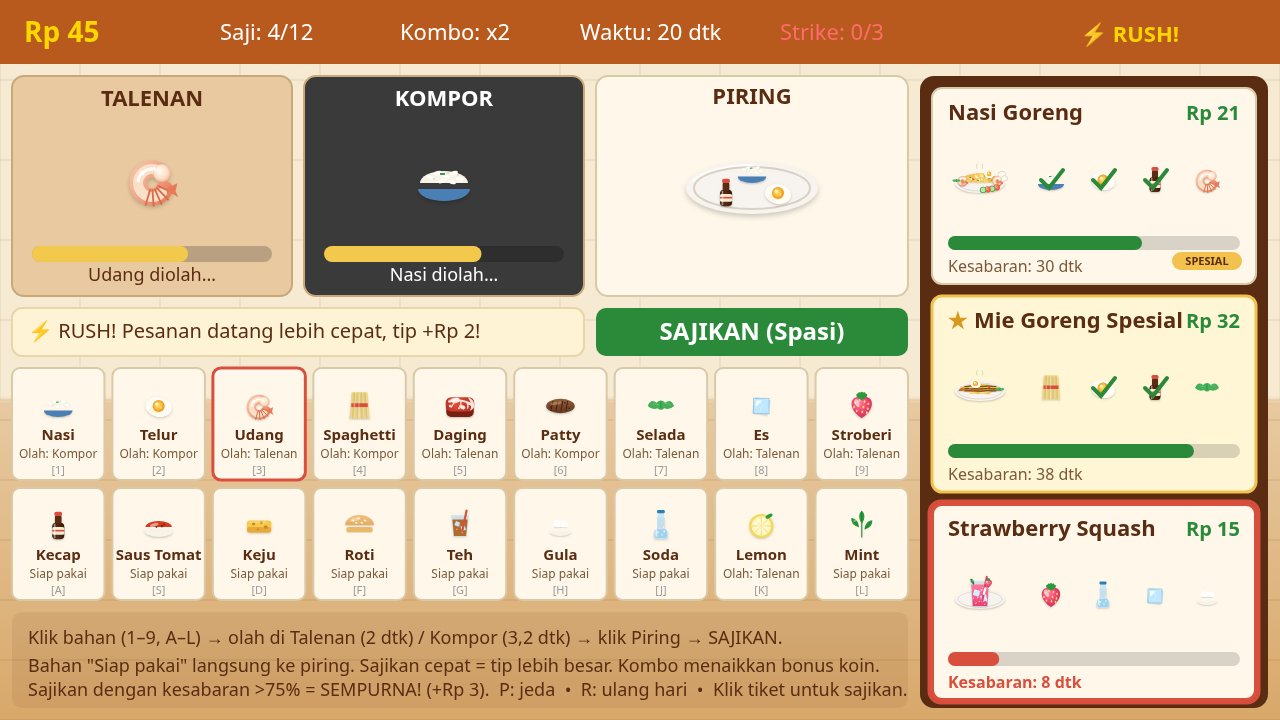 Rp 45 Saji: 4/12 Kombo: x2 Waktu: 20 dtk Strike: 0/3 ⚡ RUSH!
TALENAN
Udang diolah...
KOMPOR
Nasi diolah...
PIRING
⚡ RUSH! Pesanan datang lebih cepat, tip +Rp 2!
SAJIKAN (Spasi)
Nasi
Olah: Kompor
[1]
Telur
Olah: Kompor
[2]
Udang
Olah: Talenan
[3]
Spaghetti
Olah: Kompor
[4]
Daging
Olah: Talenan
[5]
Patty
Olah: Kompor
[6]
Selada
Olah: Talenan
[7]
Es
Olah: Talenan
[8]
Stroberi
Olah: Talenan
[9]
Kecap
Siap pakai
[A]
Saus Tomat
Siap pakai
[S]
Keju
Siap pakai
[D]
Roti
Siap pakai
[F]
Teh
Siap pakai
[G]
Gula
Siap pakai
[H]
Soda
Siap pakai
[J]
Lemon
Olah: Talenan
[K]
Mint
Siap pakai
[L]
Klik bahan (1–9, A–L) → olah di Talenan (2 dtk) / Kompor (3,2 dtk) → klik Piring → SAJIKAN.
Bahan "Siap pakai" langsung ke piring. Sajikan cepat = tip lebih besar. Kombo menaikkan bonus koin.
Sajikan dengan kesabaran >75% = SEMPURNA! (+Rp 3). P: jeda • R: ulang hari • Klik tiket untuk sajikan.
Nasi Goreng Rp 21
Kesabaran: 30 dtk
SPESIAL
★ Mie Goreng Spesial Rp 32
Kesabaran: 38 dtk
Strawberry Squash Rp 15
Kesabaran: 8 dtk